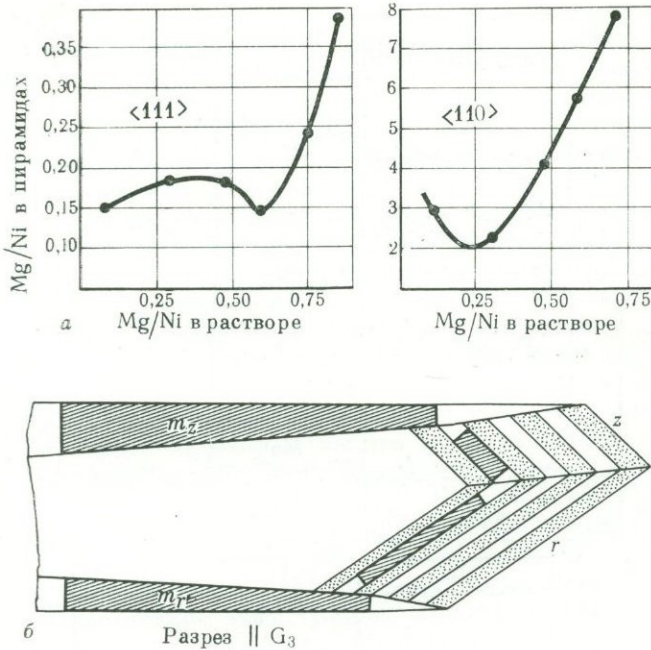 Mg/Ni в пирамидах
0,35
0,30
0,25
0,20
0,15
0,10
<111>
0,25 0,50 0,75
Mg/Ni в растворе
а
8
7
6
5
4
3
2
<110>
0,25 0,50 0,75
Mg/Ni в растворе
m_z
z
r
m_r
б
Разрез || G₃